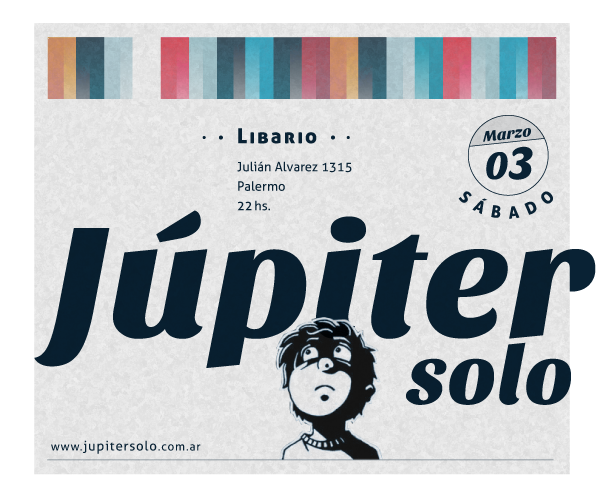 · · LIBARIO · ·
Julián Alvarez 1315
Palermo
22 hs.
Marzo
03
SÁBADO
Júpiter
solo
www.jupitersolo.com.ar